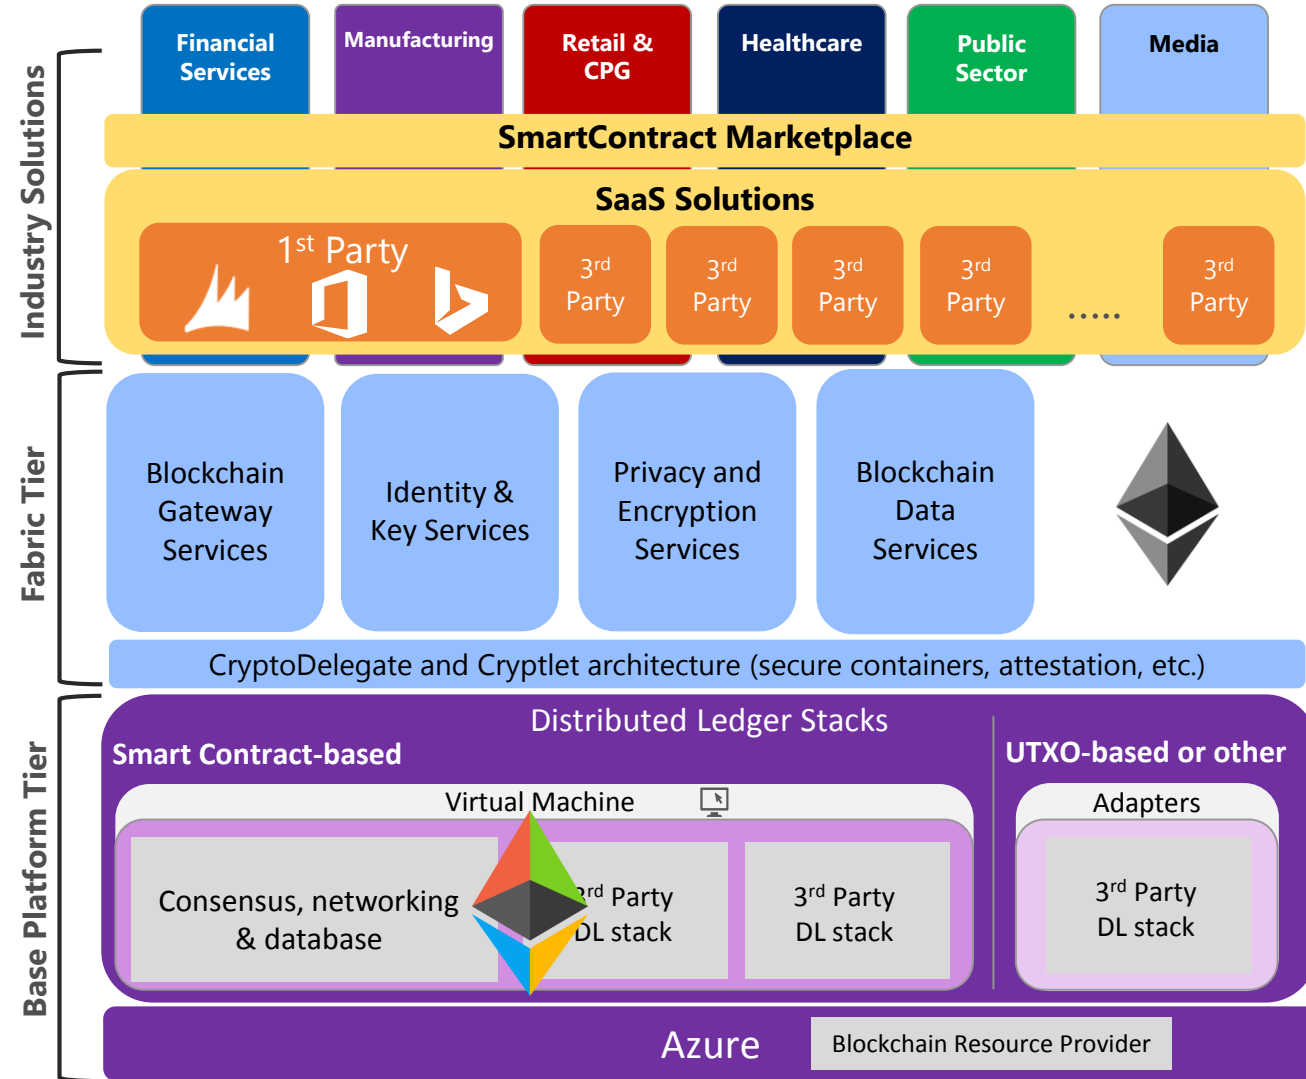 Industry Solutions
Financial
Services
Manufacturing
Retail &
CPG
Healthcare
Public
Sector
Media
SmartContract Marketplace
SaaS Solutions
1st Party
3rd
Party
3rd
Party
3rd
Party
3rd
Party
.....
3rd
Party
Fabric Tier
Blockchain
Gateway
Services
Identity &
Key Services
Privacy and
Encryption
Services
Blockchain
Data
Services
CryptoDelegate and Cryptlet architecture (secure containers, attestation, etc.)
Base Platform Tier
Distributed Ledger Stacks
Smart Contract-based
UTXO-based or other
Virtual Machine
Adapters
Consensus, networking
& database
3rd Party
DL stack
3rd Party
DL stack
3rd Party
DL stack
Azure
Blockchain Resource Provider